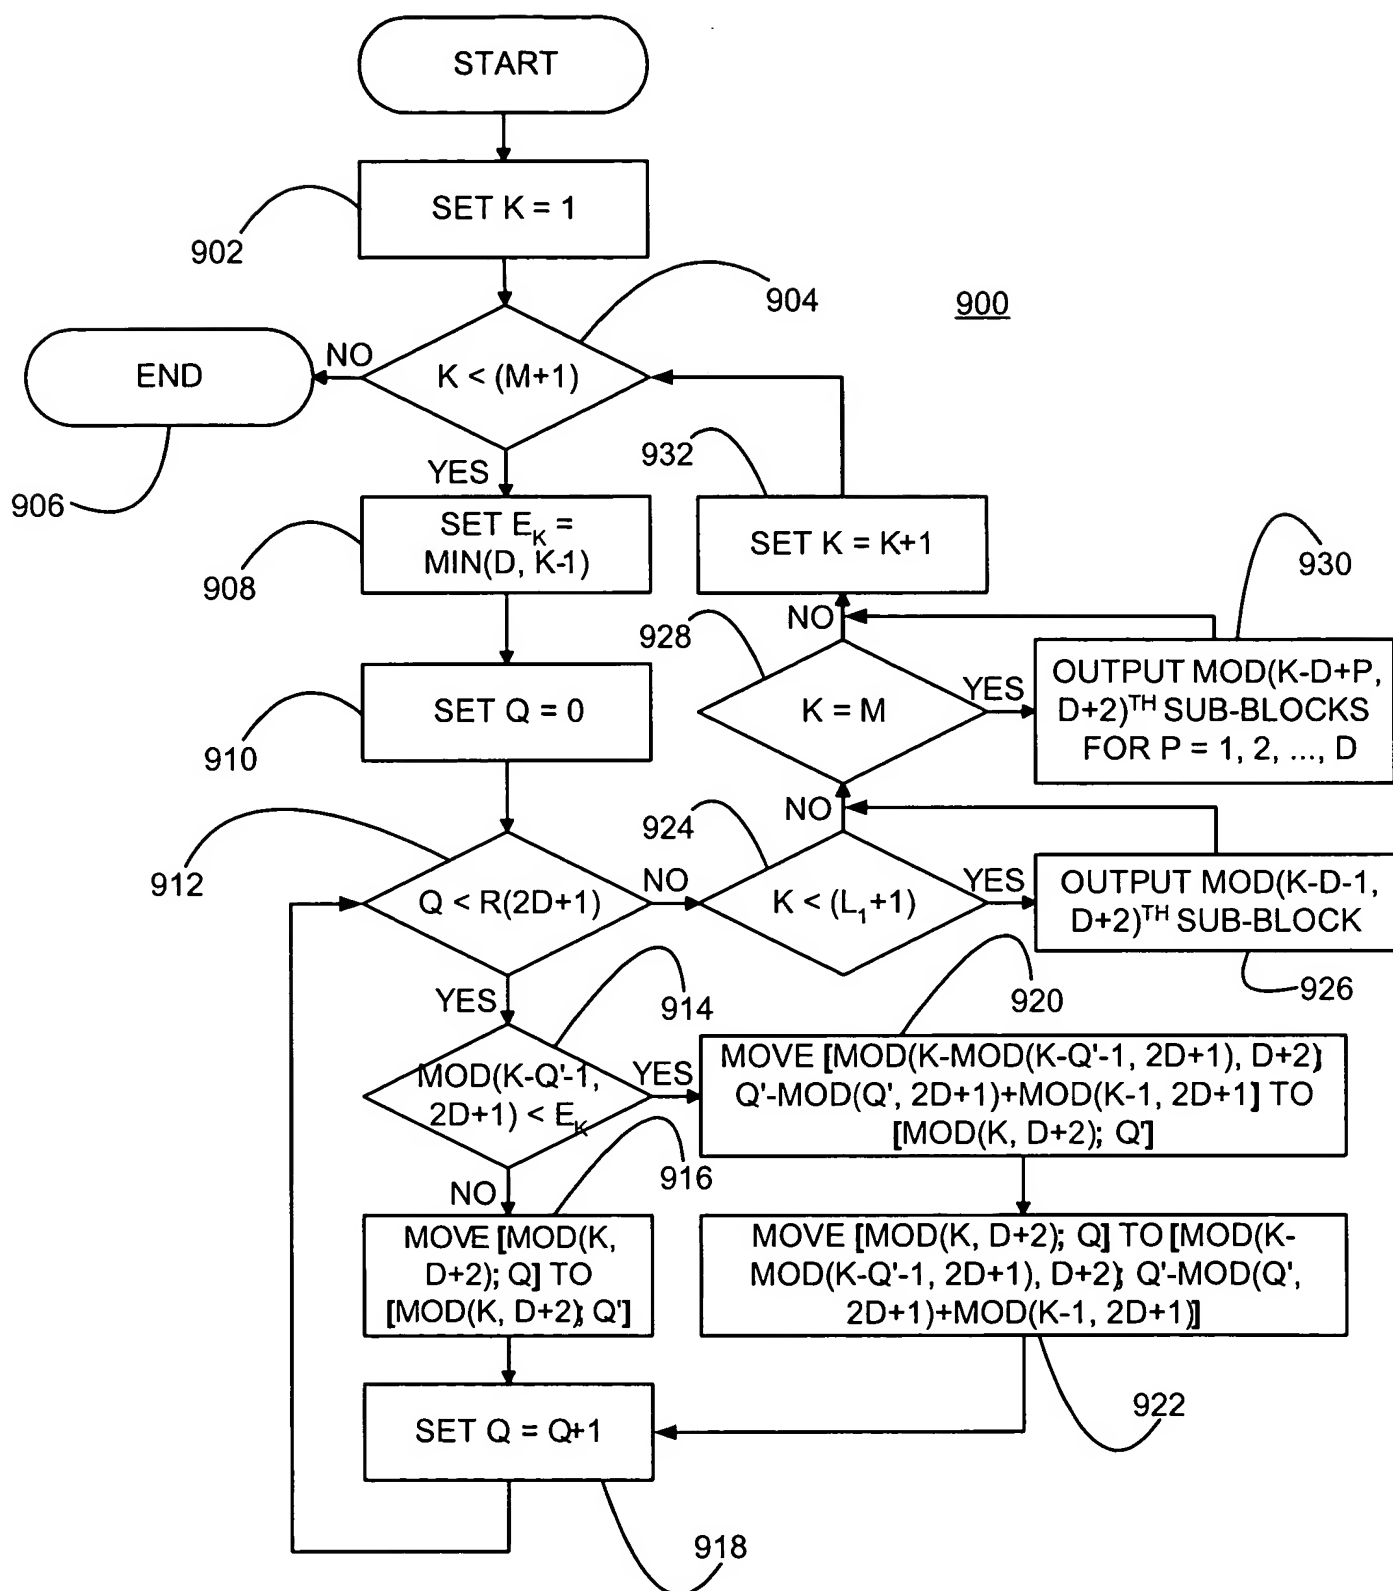 START
SET K = 1
902
904
900
K < (M+1)
NO
END
906
YES
932
SET E_K =
MIN(D, K-1)
908
SET K = K+1
930
NO
928
SET Q = 0
910
K = M
YES
OUTPUT MOD(K-D+P,
D+2)^TH SUB-BLOCKS
FOR P = 1, 2, ..., D
NO
924
912
Q < R(2D+1)
NO
K < (L_1+1)
YES
OUTPUT MOD(K-D-1,
D+2)^TH SUB-BLOCK
926
YES
914
920
MOD(K-Q'-1,
2D+1) < E_K
YES
MOVE [MOD(K-MOD(K-Q'-1, 2D+1), D+2);
Q'-MOD(Q', 2D+1)+MOD(K-1, 2D+1] TO
[MOD(K, D+2); Q']
NO
916
MOVE [MOD(K,
D+2); Q] TO
[MOD(K, D+2); Q']
MOVE [MOD(K, D+2); Q] TO [MOD(K-
MOD(K-Q'-1, 2D+1), D+2); Q'-MOD(Q',
2D+1)+MOD(K-1, 2D+1)]
922
SET Q = Q+1
918